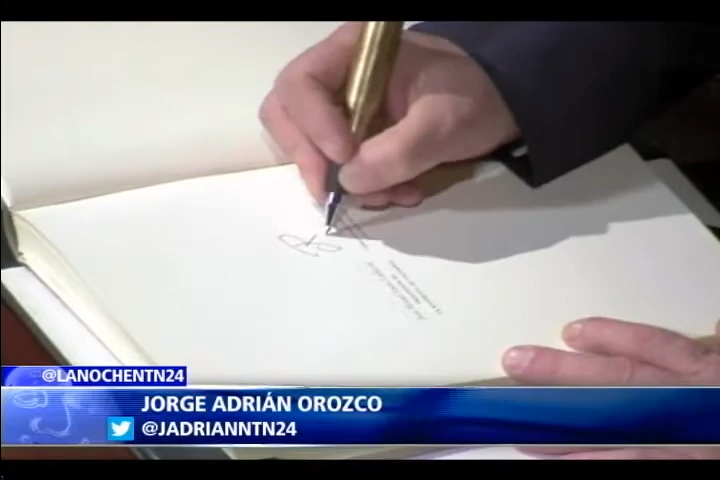 @LANOCHENTN24
JORGE ADRIÁN OROZCO
@JADRIANNTN24